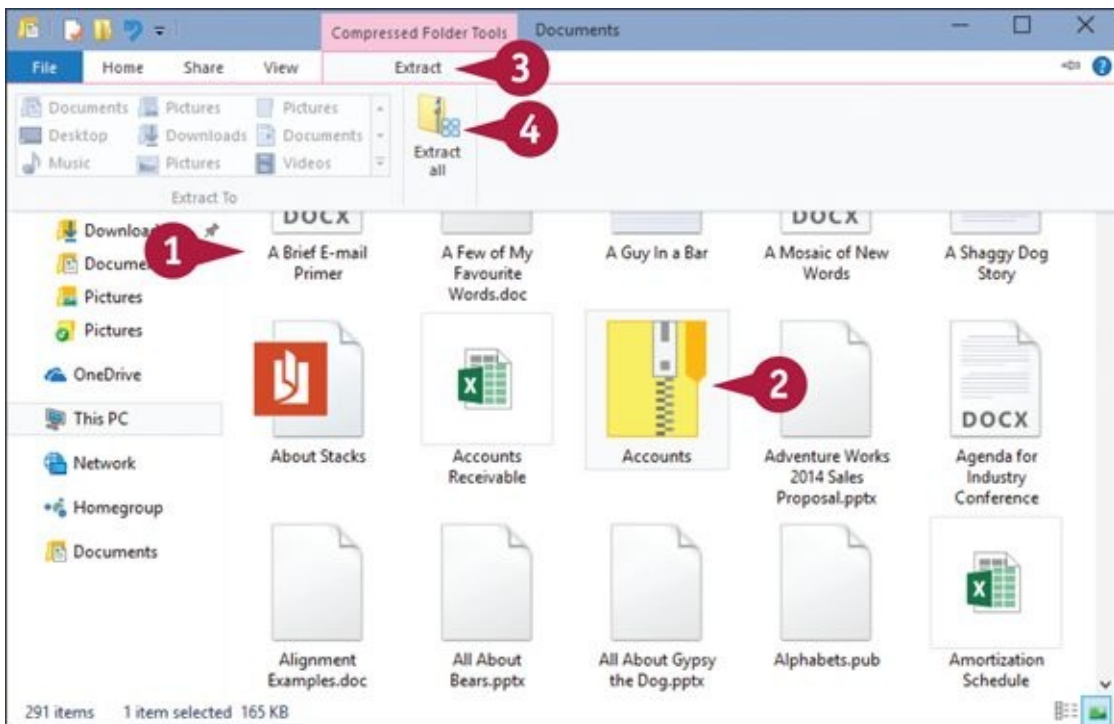 Compressed Folder Tools Documents
File Home Share View Extract 3
Documents Pictures Pictures
Desktop Downloads Documents
Music Pictures Videos
Extract all
4
Extract To
1
DOCX DOCX
A Brief E-mail Primer
A Few of My Favourite Words.doc
A Guy In a Bar
A Mosaic of New Words
A Shaggy Dog Story
Pictures
Pictures
OneDrive
This PC
Network
Homegroup
Documents
X 2 DOCX
About Stacks
Accounts Receivable
Accounts
Adventure Works 2014 Sales Proposal.pptx
Agenda for Industry Conference
X
Alignment Examples.doc
All About Bears.pptx
All About Gypsy the Dog.pptx
Alphabets.pub
Amortization Schedule
291 items 1 item selected 165 KB